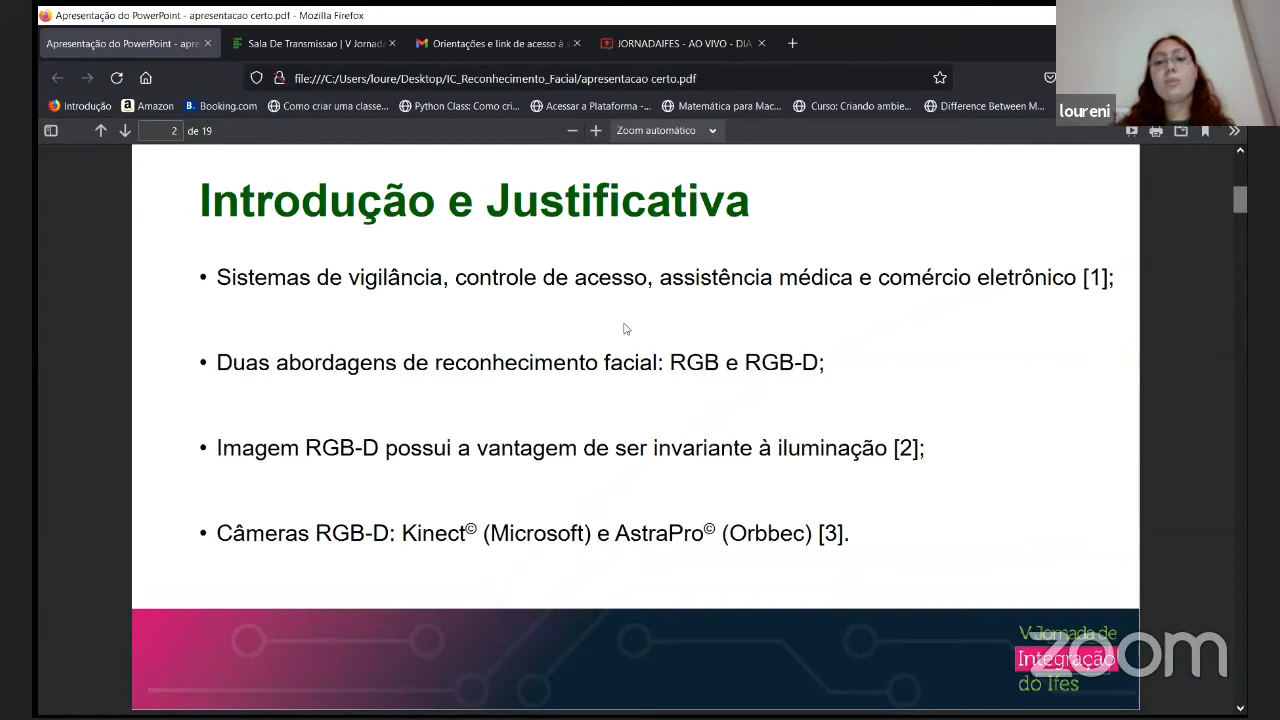 Apresentação do PowerPoint - apresentacao certo.pdf - Mozilla Firefox
Apresentação do PowerPoint - apre
Sala De Transmissao | V Jornada
Orientações e link de acesso à s
JORNADAIFES - AO VIVO - DIA
file:///C:/Users/loure/Desktop/IC_Reconhecimento_Facial/apresentacao certo.pdf
Introdução
Amazon
Booking.com
Como criar uma classe...
Python Class: Como cri...
Acessar a Plataforma -...
Matemática para Mac...
Curso: Criando ambie...
Difference Between M...
loureni
2 de 19
Zoom automático
Introdução e Justificativa
• Sistemas de vigilância, controle de acesso, assistência médica e comércio eletrônico [1];
• Duas abordagens de reconhecimento facial: RGB e RGB-D;
• Imagem RGB-D possui a vantagem de ser invariante à iluminação [2];
• Câmeras RGB-D: Kinect© (Microsoft) e AstraPro© (Orbbec) [3].
V Jornada de
Integração
do Ifes
zoom